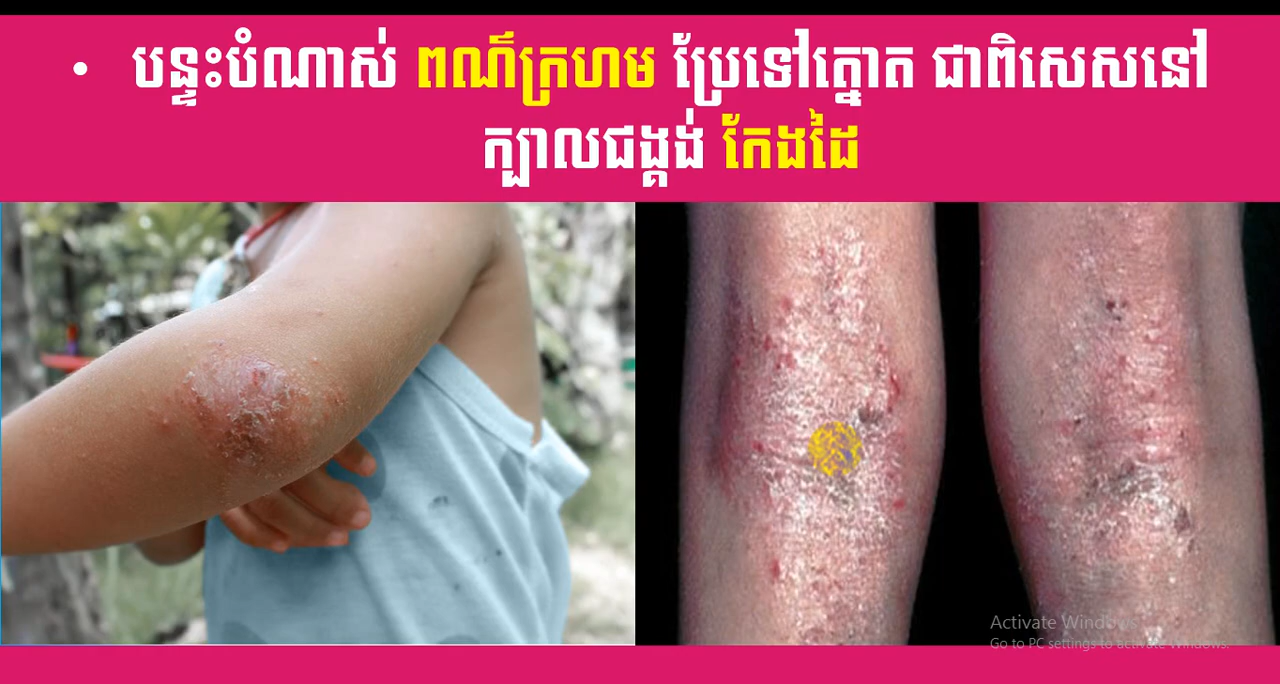 • បន្ទះបំណាស់ ពណ៌ក្រហម ប្រែទៅត្នោត ជាពិសេសនៅ
ក្បាលជង្គង់ កែងដៃ
Activate Windows
Go to PC settings to activate Windows.